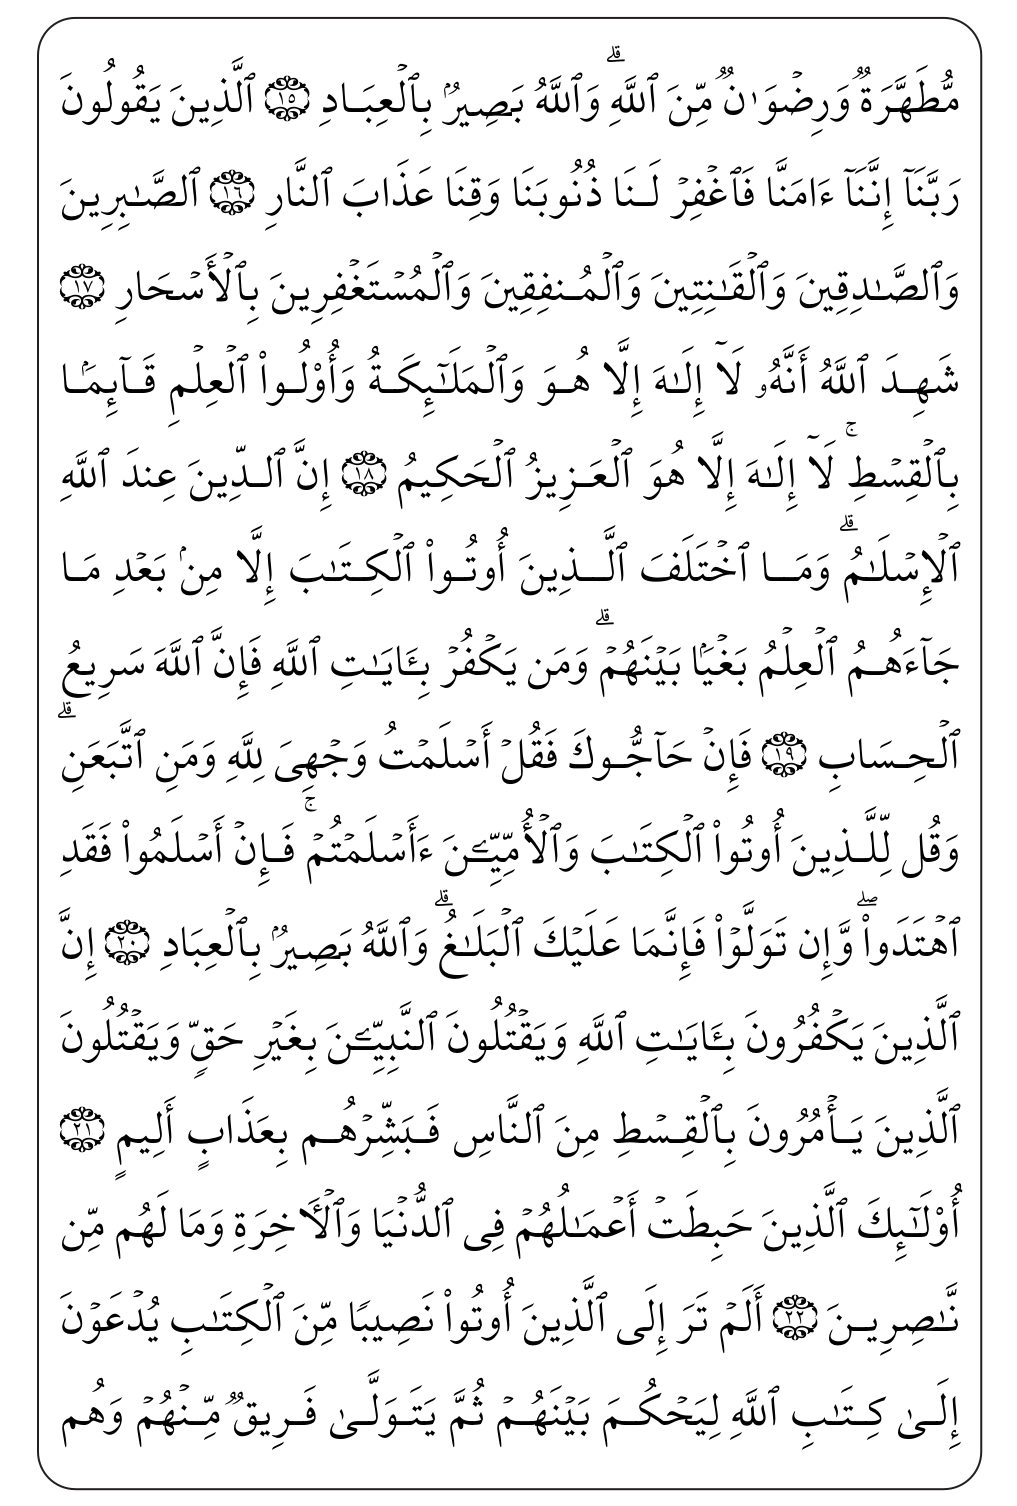 مُّطَهَّرَةٌ وَرِضۡوَٰنٌ مِّنَ ٱللَّهِۗ وَٱللَّهُ بَصِيرُۢ بِٱلۡعِبَادِ ١٥ ٱلَّذِينَ يَقُولُونَ
رَبَّنَآ إِنَّنَآ ءَامَنَّا فَٱغۡفِرۡ لَنَا ذُنُوبَنَا وَقِنَا عَذَابَ ٱلنَّارِ ١٦ ٱلصَّٰبِرِينَ
وَٱلصَّٰدِقِينَ وَٱلۡقَٰنِتِينَ وَٱلۡمُنفِقِينَ وَٱلۡمُسۡتَغۡفِرِينَ بِٱلۡأَسۡحَارِ ١٧
شَهِدَ ٱللَّهُ أَنَّهُۥ لَآ إِلَٰهَ إِلَّا هُوَ وَٱلۡمَلَٰٓئِكَةُ وَأُوْلُواْ ٱلۡعِلۡمِ قَآئِمَۢا
بِٱلۡقِسۡطِۚ لَآ إِلَٰهَ إِلَّا هُوَ ٱلۡعَزِيزُ ٱلۡحَكِيمُ ١٨ إِنَّ ٱلدِّينَ عِندَ ٱللَّهِ
ٱلۡإِسۡلَٰمُۗ وَمَا ٱخۡتَلَفَ ٱلَّذِينَ أُوتُواْ ٱلۡكِتَٰبَ إِلَّا مِنۢ بَعۡدِ مَا
جَآءَهُمُ ٱلۡعِلۡمُ بَغۡيَۢا بَيۡنَهُمۡۗ وَمَن يَكۡفُرۡ بِـَٔايَٰتِ ٱللَّهِ فَإِنَّ ٱللَّهَ سَرِيعُ
ٱلۡحِسَابِ ١٩ فَإِنۡ حَآجُّوكَ فَقُلۡ أَسۡلَمۡتُ وَجۡهِيَ لِلَّهِ وَمَنِ ٱتَّبَعَنِۗ
وَقُل لِّلَّذِينَ أُوتُواْ ٱلۡكِتَٰبَ وَٱلۡأُمِّيِّـۧنَ ءَأَسۡلَمۡتُمۡۚ فَإِنۡ أَسۡلَمُواْ فَقَدِ
ٱهۡتَدَواْۖ وَّإِن تَوَلَّوۡاْ فَإِنَّمَا عَلَيۡكَ ٱلۡبَلَٰغُۗ وَٱللَّهُ بَصِيرُۢ بِٱلۡعِبَادِ ٢٠ إِنَّ
ٱلَّذِينَ يَكۡفُرُونَ بِـَٔايَٰتِ ٱللَّهِ وَيَقۡتُلُونَ ٱلنَّبِيِّـۧنَ بِغَيۡرِ حَقّٖ وَيَقۡتُلُونَ
ٱلَّذِينَ يَأۡمُرُونَ بِٱلۡقِسۡطِ مِنَ ٱلنَّاسِ فَبَشِّرۡهُم بِعَذَابٍ أَلِيمٍ ٢١
أُوْلَٰٓئِكَ ٱلَّذِينَ حَبِطَتۡ أَعۡمَٰلُهُمۡ فِي ٱلدُّنۡيَا وَٱلۡأٓخِرَةِ وَمَا لَهُم مِّن
نَّٰصِرِينَ ٢٢ أَلَمۡ تَرَ إِلَى ٱلَّذِينَ أُوتُواْ نَصِيبٗا مِّنَ ٱلۡكِتَٰبِ يُدۡعَوۡنَ
إِلَىٰ كِتَٰبِ ٱللَّهِ لِيَحۡكُمَ بَيۡنَهُمۡ ثُمَّ يَتَوَلَّىٰ فَرِيقٞ مِّنۡهُمۡ وَهُم